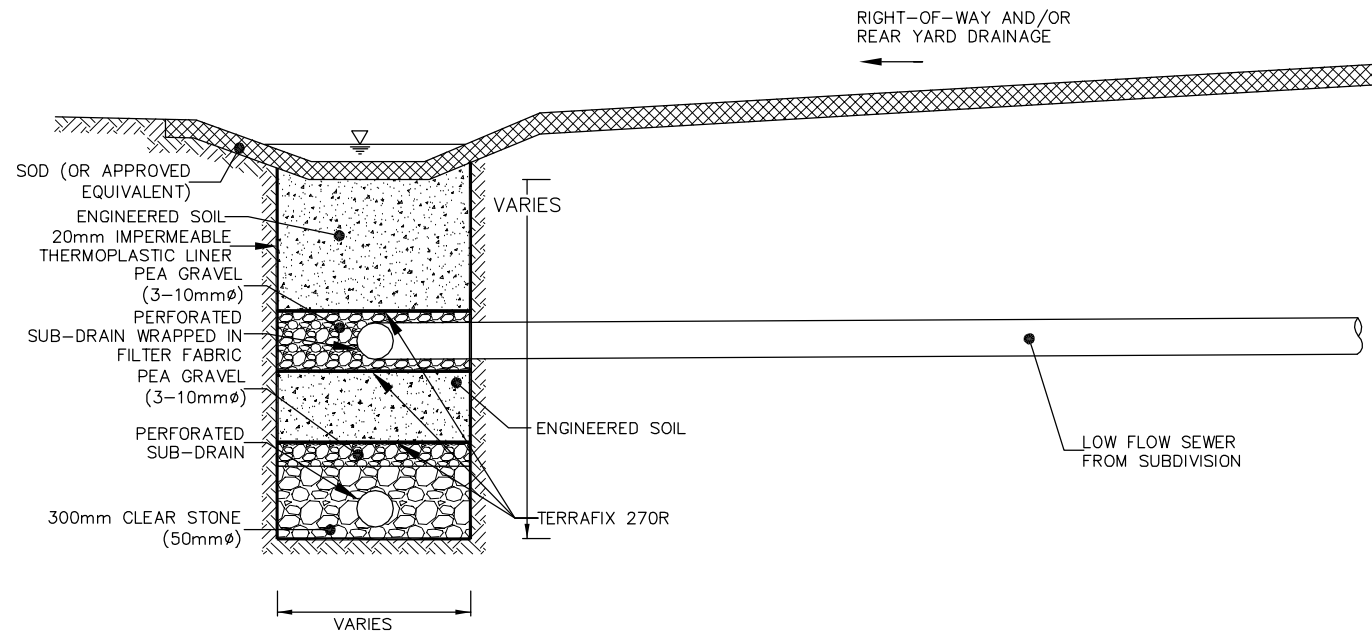 RIGHT-OF-WAY AND/OR
REAR YARD DRAINAGE
SOD (OR APPROVED
EQUIVALENT)
VARIES
ENGINEERED SOIL
20mm IMPERMEABLE
THERMOPLASTIC LINER
PEA GRAVEL
(3-10mmø)
PERFORATED
SUB-DRAIN WRAPPED IN
FILTER FABRIC
PEA GRAVEL
(3-10mmø)
ENGINEERED SOIL
PERFORATED
SUB-DRAIN
LOW FLOW SEWER
FROM SUBDIVISION
300mm CLEAR STONE
(50mmø)
TERRAFIX 270R
VARIES